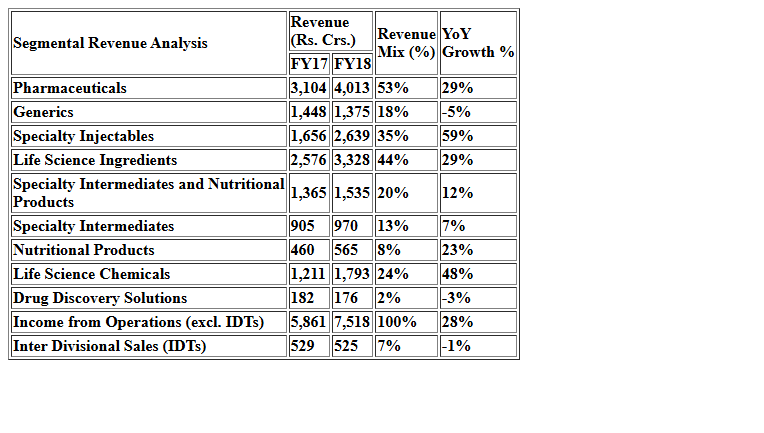 Segmental Revenue Analysis
Revenue
(Rs. Crs.)
Revenue
Mix (%)
YoY
Growth %
FY17 FY18
Pharmaceuticals 3,104 4,013 53% 29%
Generics 1,448 1,375 18% -5%
Specialty Injectables 1,656 2,639 35% 59%
Life Science Ingredients 2,576 3,328 44% 29%
Specialty Intermediates and Nutritional
Products 1,365 1,535 20% 12%
Specialty Intermediates 905 970 13% 7%
Nutritional Products 460 565 8% 23%
Life Science Chemicals 1,211 1,793 24% 48%
Drug Discovery Solutions 182 176 2% -3%
Income from Operations (excl. IDTs) 5,861 7,518 100% 28%
Inter Divisional Sales (IDTs) 529 525 7% -1%